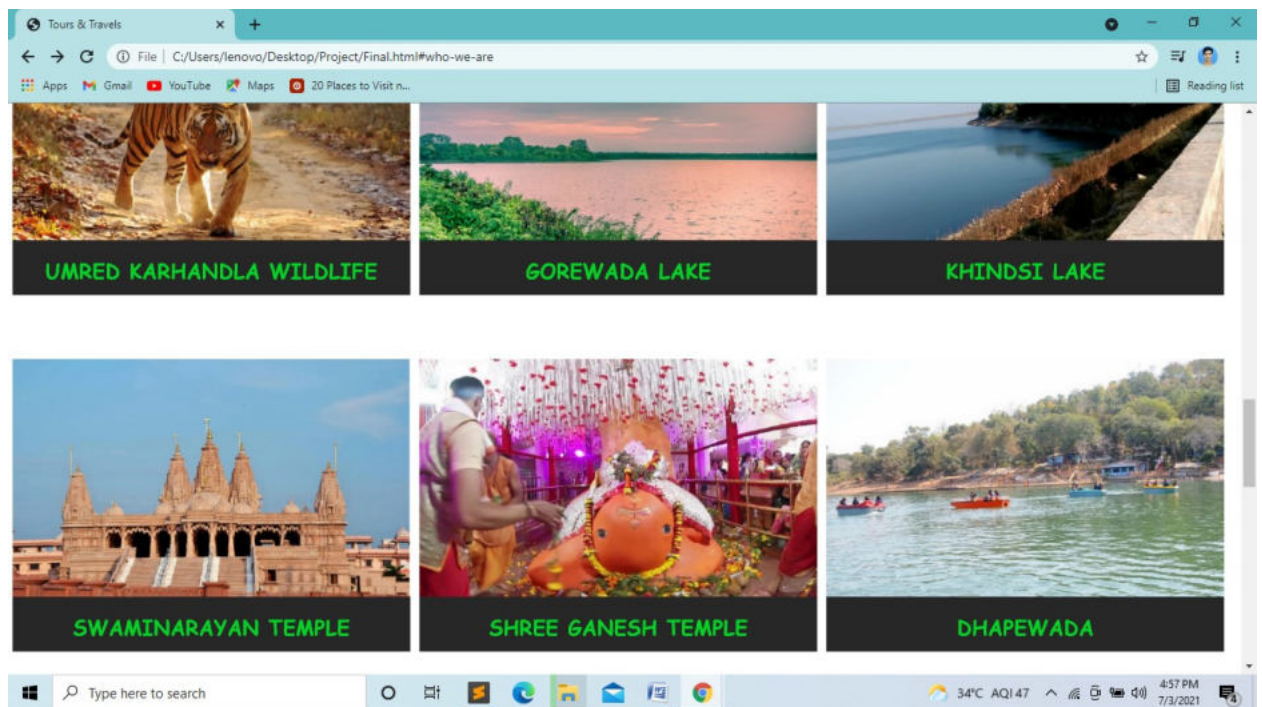 Tours & Travels
File | C:/Users/lenovo/Desktop/Project/Final.html#who-we-are
Apps Gmail YouTube Maps 20 Places to Visit n... Reading list
UMRED KARHANDLA WILDLIFE GOREWADA LAKE KHINDSI LAKE
SWAMINARAYAN TEMPLE SHREE GANESH TEMPLE DHAPEWADA
Type here to search 34°C AQI 47 4:57 PM
7/3/2021 4